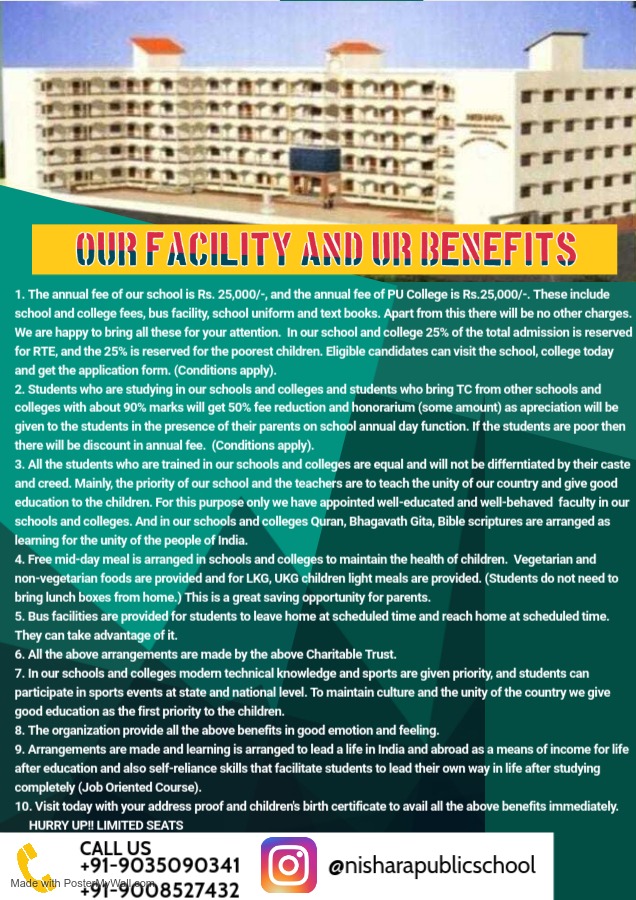 NISHARA
OUR FACILITY AND UR BENEFITS
1. The annual fee of our school is Rs. 25,000/-, and the annual fee of PU College is Rs.25,000/-. These include
school and college fees, bus facility, school uniform and text books. Apart from this there will be no other charges.
We are happy to bring all these for your attention.  In our school and college 25% of the total admission is reserved
for RTE, and the 25% is reserved for the poorest children. Eligible candidates can visit the school, college today
and get the application form. (Conditions apply).
2. Students who are studying in our schools and colleges and students who bring TC from other schools and
colleges with about 90% marks will get 50% fee reduction and honorarium (some amount) as apreciation will be
given to the students in the presence of their parents on school annual day function. If the students are poor then
there will be discount in annual fee.  (Conditions apply).
3. All the students who are trained in our schools and colleges are equal and will not be differntiated by their caste
and creed. Mainly, the priority of our school and the teachers are to teach the unity of our country and give good
education to the children. For this purpose only we have appointed well-educated and well-behaved  faculty in our
schools and colleges. And in our schools and colleges Quran, Bhagavath Gita, Bible scriptures are arranged as
learning for the unity of the people of India.
4. Free mid-day meal is arranged in schools and colleges to maintain the health of children.  Vegetarian and
non-vegetarian foods are provided and for LKG, UKG children light meals are provided. (Students do not need to
bring lunch boxes from home.) This is a great saving opportunity for parents.
5. Bus facilities are provided for students to leave home at scheduled time and reach home at scheduled time.
They can take advantage of it.
6. All the above arrangements are made by the above Charitable Trust.
7. In our schools and colleges modern technical knowledge and sports are given priority, and students can
participate in sports events at state and national level. To maintain culture and the unity of the country we give
good education as the first priority to the children.
8. The organization provide all the above benefits in good emotion and feeling.
9. Arrangements are made and learning is arranged to lead a life in India and abroad as a means of income for life
after education and also self-reliance skills that facilitate students to lead their own way in life after studying
completely (Job Oriented Course).
10. Visit today with your address proof and children's birth certificate to avail all the above benefits immediately.
HURRY UP!! LIMITED SEATS
CALL US
+91-9035090341
+91-9008527432
@nisharapublicschool
Made with PosterMyWall.com